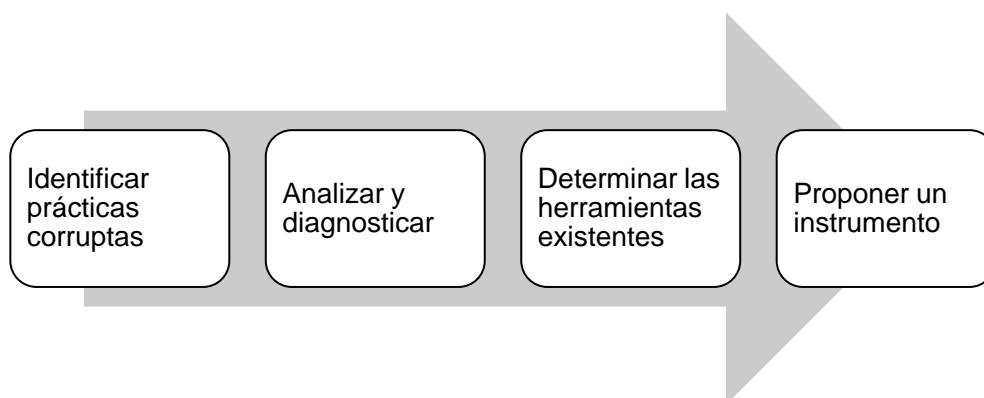 Identificar
prácticas
corruptas
Analizar y
diagnosticar
Determinar las
herramientas
existentes
Proponer un
instrumento